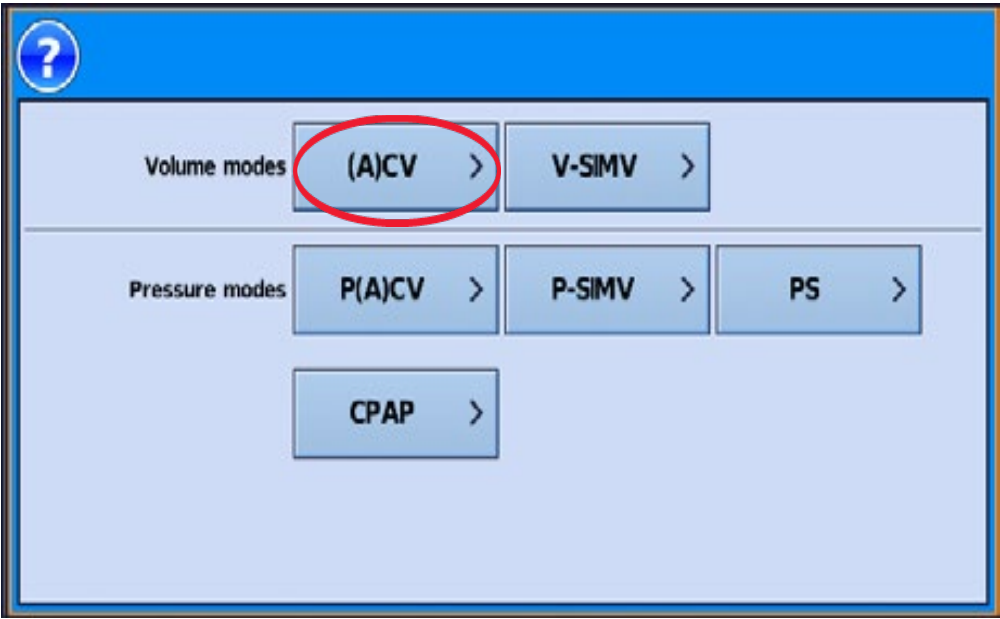 ?
Volume modes (A)CV > V-SIMV >
Pressure modes P(A)CV > P-SIMV > PS >
CPAP >